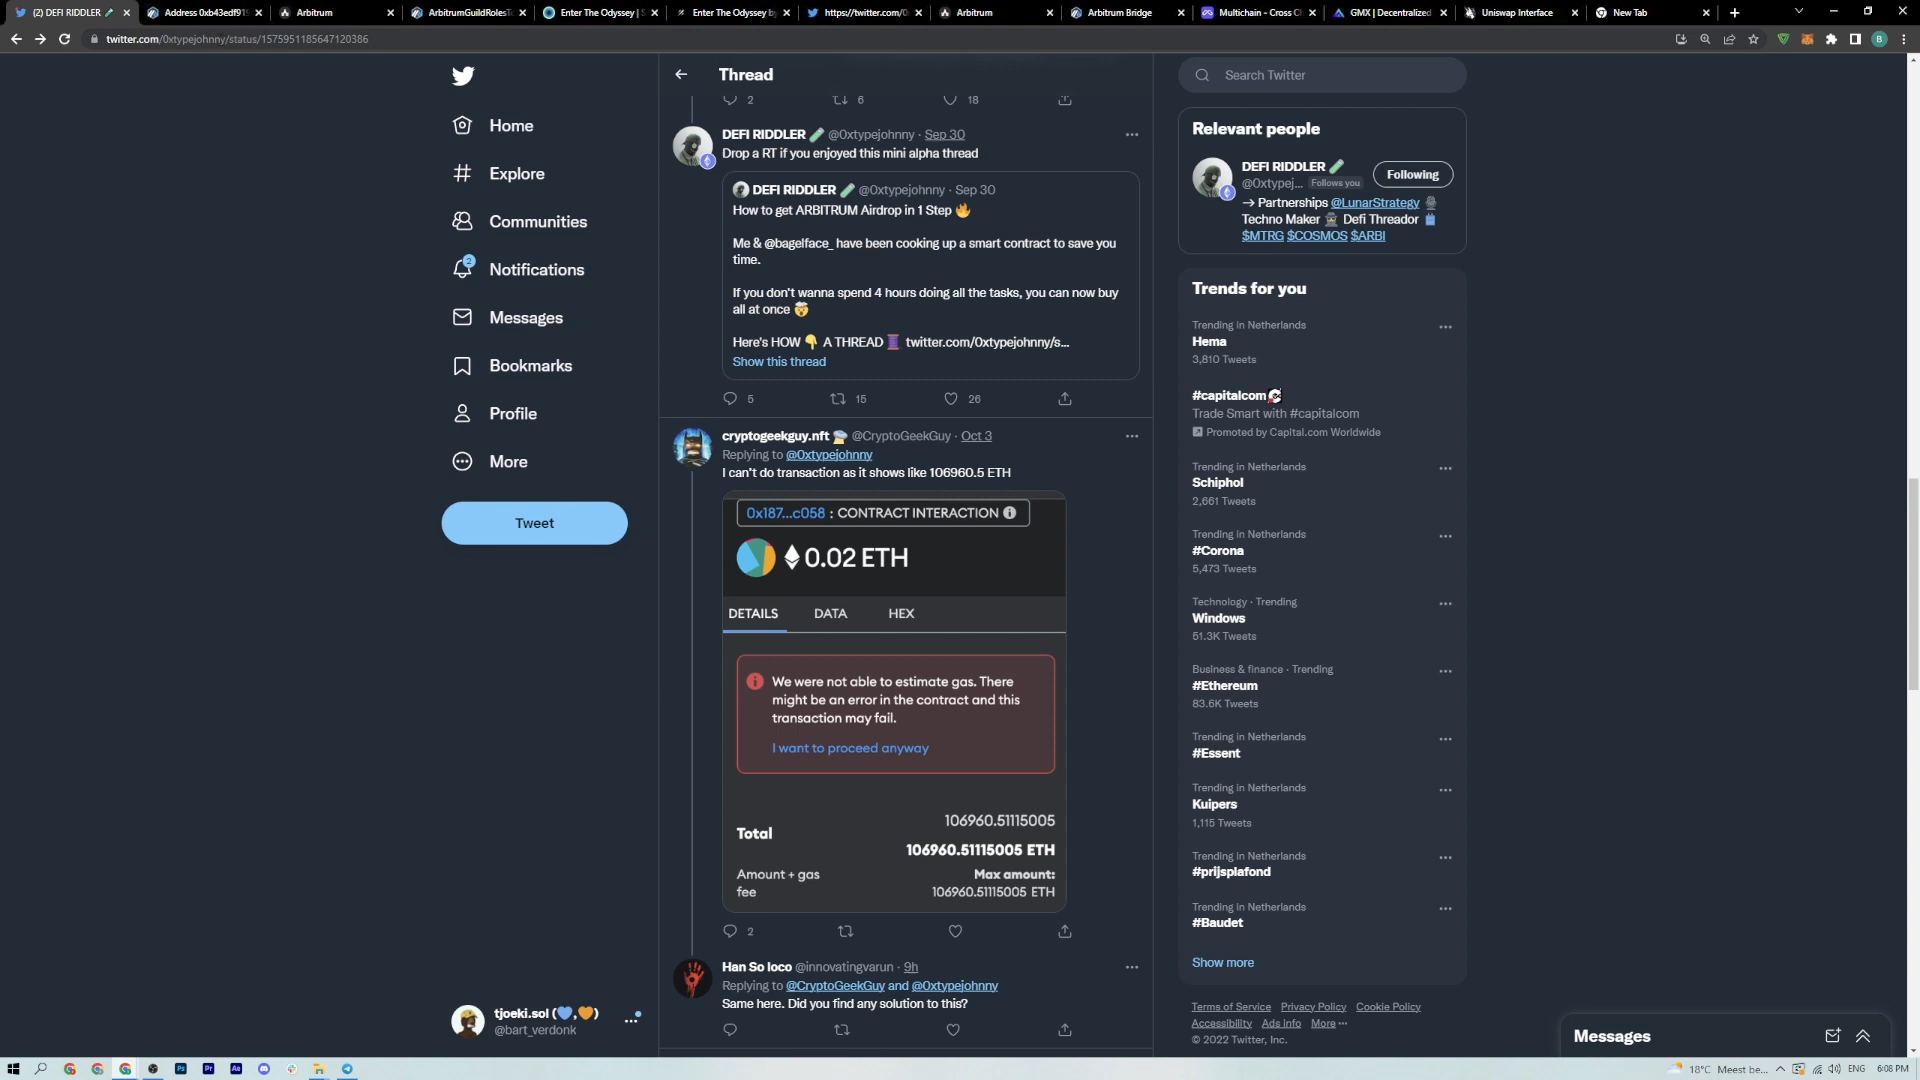 (2) DEFI RIDDLER
Address 0xb43edf919
Arbitrum
ArbitrumGuildRolesTo
Enter The Odyssey | S
Enter The Odyssey by
https://twitter.com/0x
Arbitrum
Arbitrum Bridge
Multichain - Cross Ch
GMX | Decentralized
Uniswap Interface
New Tab
twitter.com/0xtypejohnny/status/1575951185647120386
B
Home
Explore
Communities
2
Notifications
Messages
Bookmarks
Profile
More
Tweet
tjoeki.sol (💙,🧡)
@bart_verdonk
Thread
2 6 18
DEFI RIDDLER @0xtypejohnny · Sep 30
Drop a RT if you enjoyed this mini alpha thread
DEFI RIDDLER @0xtypejohnny · Sep 30
How to get ARBITRUM Airdrop in 1 Step 🔥
Me & @bagelface_ have been cooking up a smart contract to save you
time.
If you don't wanna spend 4 hours doing all the tasks, you can now buy
all at once 🤯
Here's HOW 👇 A THREAD 🧵 twitter.com/0xtypejohnny/s...
Show this thread
5 15 26
cryptogeekguy.nft @CryptoGeekGuy · Oct 3
Replying to @0xtypejohnny
I can't do transaction as it shows like 106960.5 ETH
0x187...c058 : CONTRACT INTERACTION
0.02 ETH
DETAILS DATA HEX
We were not able to estimate gas. There
might be an error in the contract and this
transaction may fail.
I want to proceed anyway
106960.51115005
Total
106960.51115005 ETH
Amount + gas
fee
Max amount:
106960.51115005 ETH
2
Han So loco @innovatingvarun · 9h
Replying to @CryptoGeekGuy and @0xtypejohnny
Same here. Did you find any solution to this?
Search Twitter
Relevant people
DEFI RIDDLER
@0xtypej... Follows you
Following
→ Partnerships @LunarStrategy
Techno Maker Defi Threador
$MTRG $COSMOS $ARBI
Trends for you
Trending in Netherlands
Hema
3,810 Tweets
#capitalcom
Trade Smart with #capitalcom
Promoted by Capital.com Worldwide
Trending in Netherlands
Schiphol
2,661 Tweets
Trending in Netherlands
#Corona
5,473 Tweets
Technology · Trending
Windows
51.3K Tweets
Business & finance · Trending
#Ethereum
83.6K Tweets
Trending in Netherlands
#Essent
Trending in Netherlands
Kuipers
1,115 Tweets
Trending in Netherlands
#prijsplafond
Trending in Netherlands
#Baudet
Show more
Terms of Service Privacy Policy Cookie Policy
Accessibility Ads info More ···
© 2022 Twitter, Inc.
Messages
18°C Meest be... ENG 6:08 PM